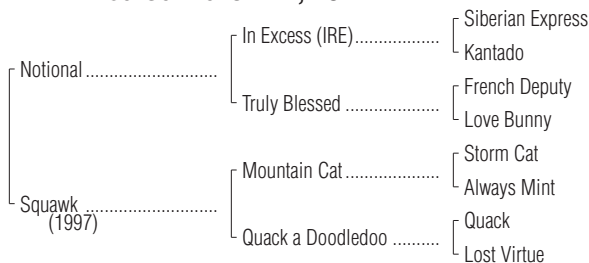 Siberian Express
In Excess (IRE)....................
Kantado
Notional................................
French Deputy
Truly Blessed ......................
Love Bunny
Storm Cat
Mountain Cat.......................
Always Mint
Squawk ................................
(1997)
Quack
Quack a Doodledoo ...........
Lost Virtue